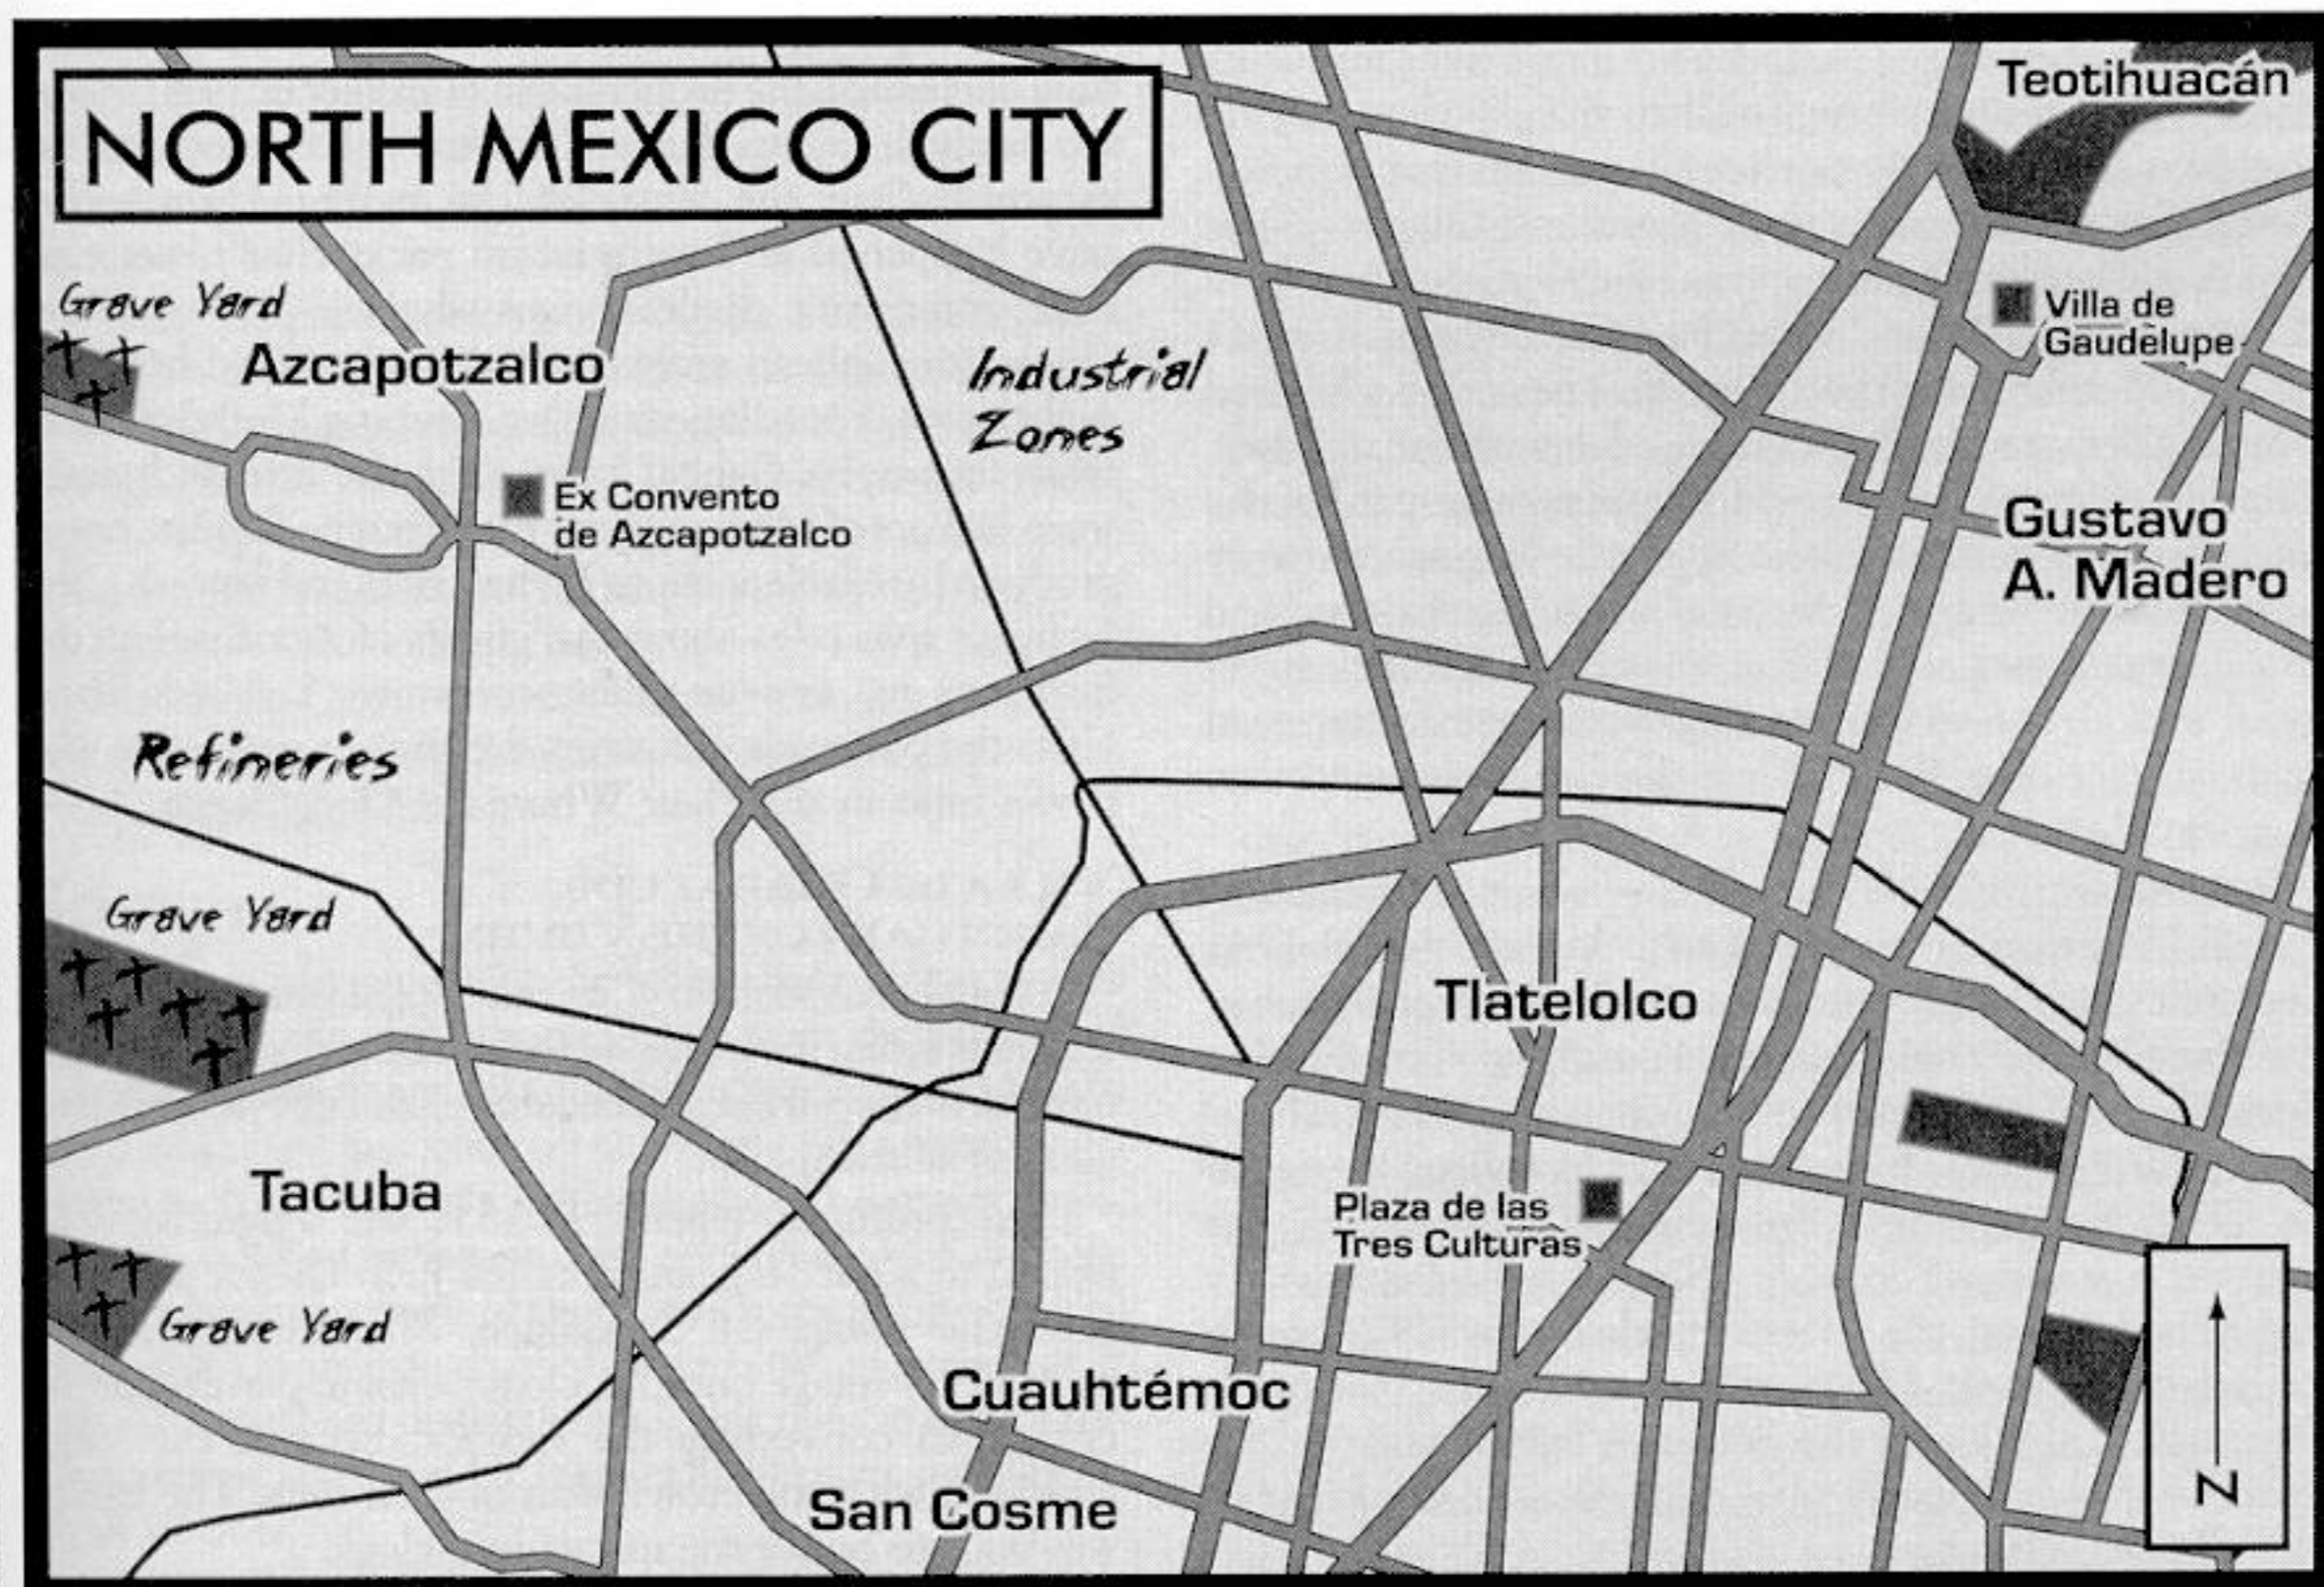 NORTH MEXICO CITY
Teotihuacán
Grave Yard
Azcapotzalco
Industrial
Zones
Villa de
Gaudelupe
Ex Convento
de Azcapotzalco
Gustavo
A. Madero
Refineries
Grave Yard
Tlatelolco
Tacuba
Plaza de las
Tres Culturas
Grave Yard
Cuauhtémoc
San Cosme
N